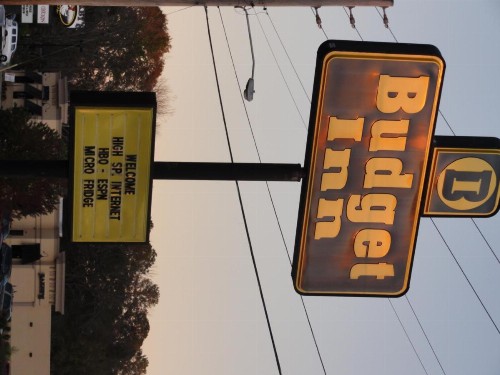 B
Budget
Inn
WELCOME
HIGH SP. INTERNET
HBO - ESPN
MICRO FRIDGE